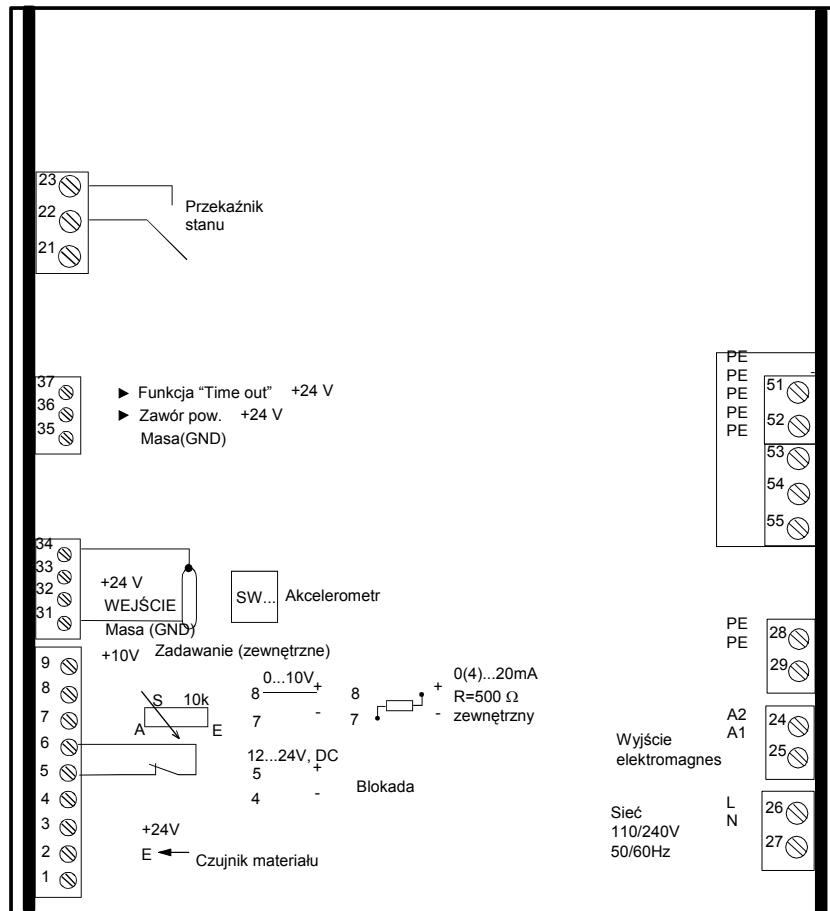 23
22
21
Przekaźnik
stanu
37
36
35
► Funkcja “Time out” +24 V
► Zawór pow. +24 V
Masa(GND)
PE
PE
PE
PE
PE
51
52
53
54
55
34
33
32
31
+24 V
WEJŚCIE
Masa (GND)
SW...
Akcelerometr
PE
PE
28
29
9
8
7
6
5
4
3
2
1
+10V
Zadawanie (zewnętrzne)
S 10k
A E
0...10V
8 +
7 -
8 +
7 -
0(4)...20mA
R=500 Ω
zewnętrzny
12...24V, DC
5 +
4 -
Blokada
+24V
E
Czujnik materiału
Wyjście
elektromagnes
A2
A1
24
25
Sieć
110/240V
50/60Hz
L
N
26
27